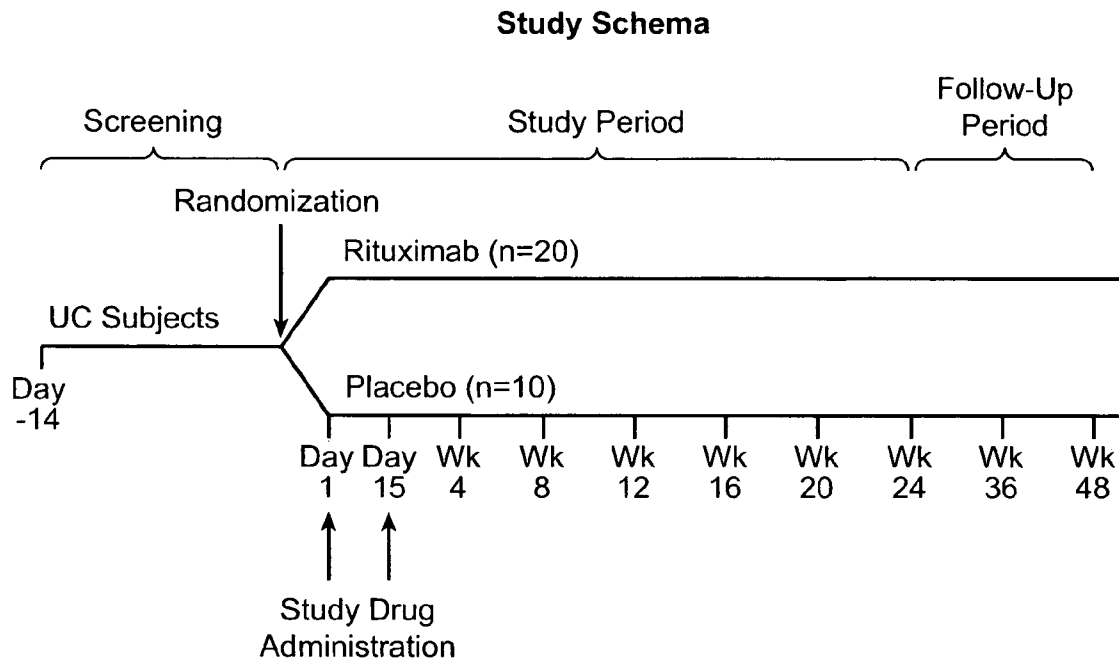 Study Schema
Follow-Up
Period
Screening
Study Period
Randomization
Rituximab (n=20)
UC Subjects
Day
-14
Placebo (n=10)
Day Day Wk Wk Wk Wk Wk Wk Wk Wk
1 15 4 8 12 16 20 24 36 48
Study Drug
Administration